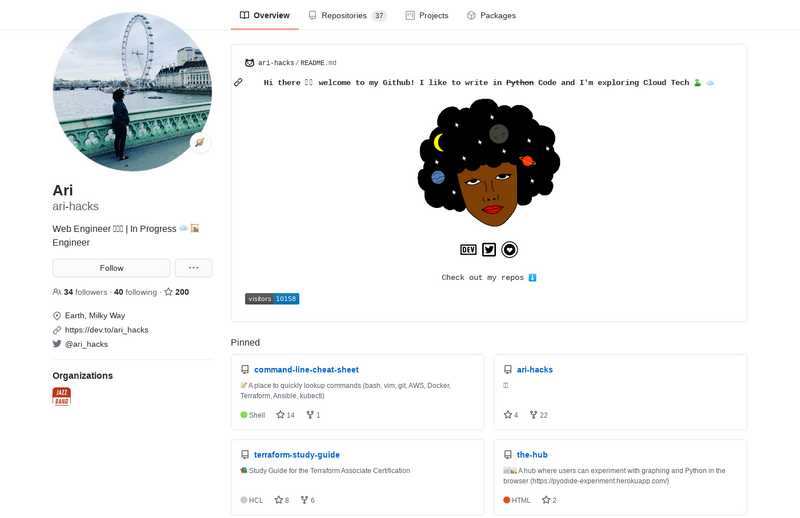 Overview
Repositories 37
Projects
Packages
ari-hacks/README.md
Hi there welcome to my Github! I like to write in Python Code and I'm exploring Cloud Tech
DEV
Check out my repos
visitors 10158
Ari
ari-hacks
Web Engineer | In Progress
Engineer
Follow
34 followers · 40 following · 200
Earth, Milky Way
https://dev.to/ari_hacks
@ari_hacks
Organizations
JAZZ
BAND
Pinned
command-line-cheat-sheet
A place to quickly lookup commands (bash, vim, git, AWS, Docker,
Terraform, Ansible, kubectl)
Shell 14 1
ari-hacks
4 22
terraform-study-guide
Study Guide for the Terraform Associate Certification
HCL 8 6
the-hub
A hub where users can experiment with graphing and Python in the
browser (https://pyodide-experiment.herokuapp.com/)
HTML 2